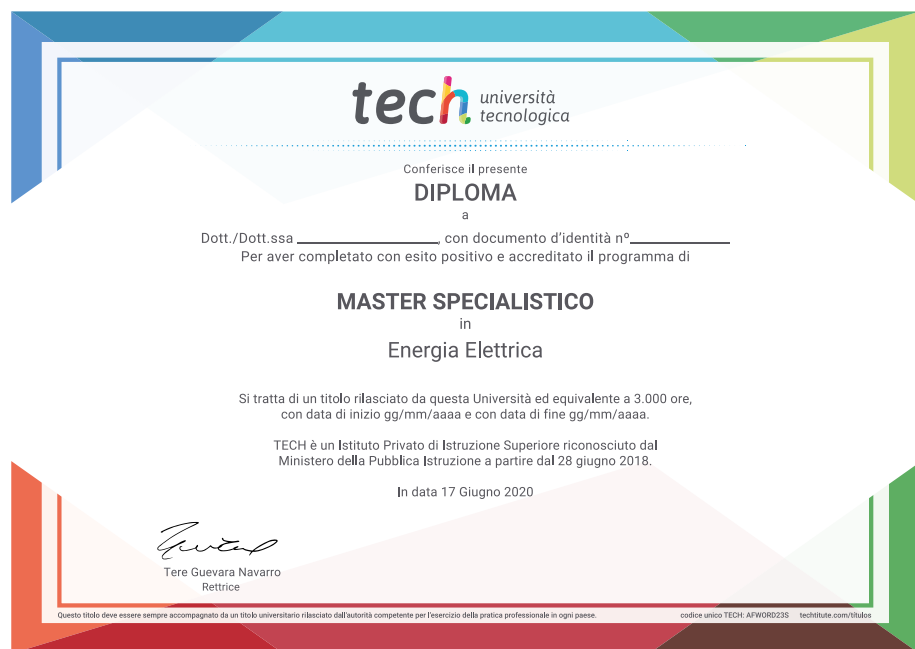 tech università
tecnologica
Conferisce il presente
DIPLOMA
a
Dott./Dott.ssa ____________________, con documento d'identità nº______________
Per aver completato con esito positivo e accreditato il programma di
MASTER SPECIALISTICO
in
Energia Elettrica
Si tratta di un titolo rilasciato da questa Università ed equivalente a 3.000 ore,
con data di inizio gg/mm/aaaa e con data di fine gg/mm/aaaa.
TECH è un Istituto Privato di Istruzione Superiore riconosciuto dal
Ministero della Pubblica Istruzione a partire dal 28 giugno 2018.
In data 17 Giugno 2020
Tere Guevara Navarro
Rettrice
Questo titolo deve essere sempre accompagnato da un titolo universitario rilasciato dall'autorità competente per l'esercizio della pratica professionale in ogni paese. codice unico TECH: AFWORD23S techtitute.com/titulos